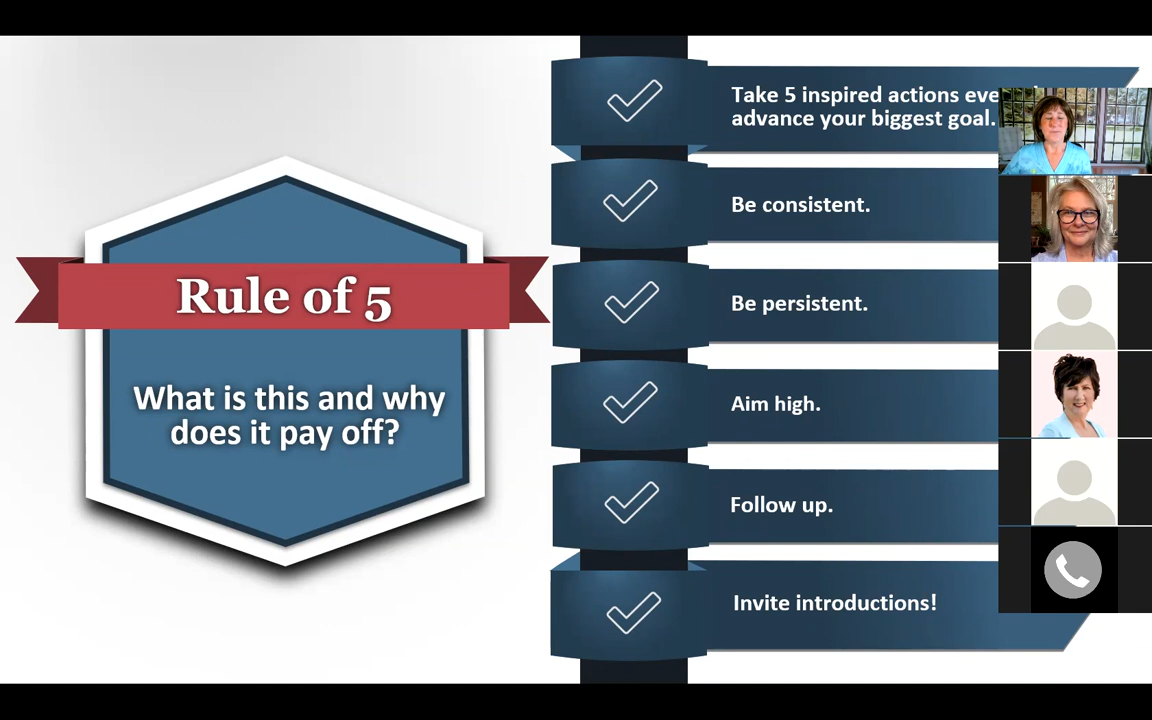 Rule of 5
What is this and why
does it pay off?
Take 5 inspired actions
advance your biggest goal.
Be consistent.
Be persistent.
Aim high.
Follow up.
Invite introductions!